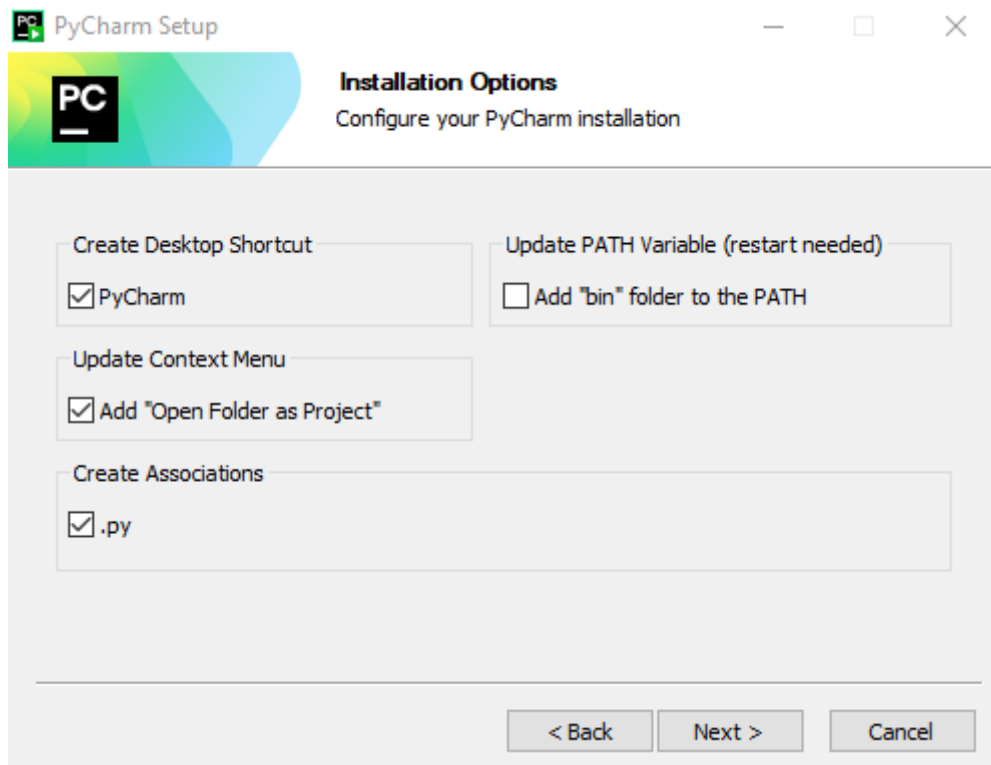 PC PyCharm Setup
PC
Installation Options
Configure your PyCharm installation
Create Desktop Shortcut
PyCharm
Update PATH Variable (restart needed)
Add "bin" folder to the PATH
Update Context Menu
Add "Open Folder as Project"
Create Associations
.py
< Back Next > Cancel